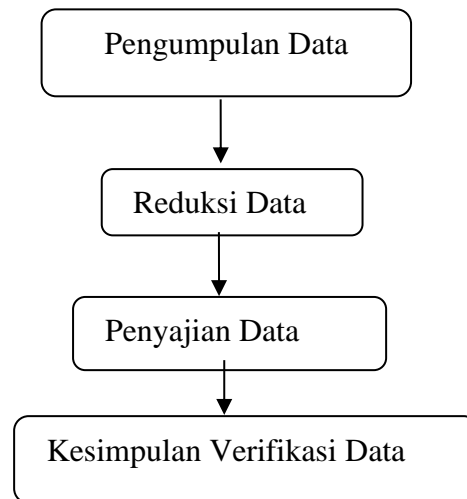 Pengumpulan Data
Reduksi Data
Penyajian Data
Kesimpulan Verifikasi Data